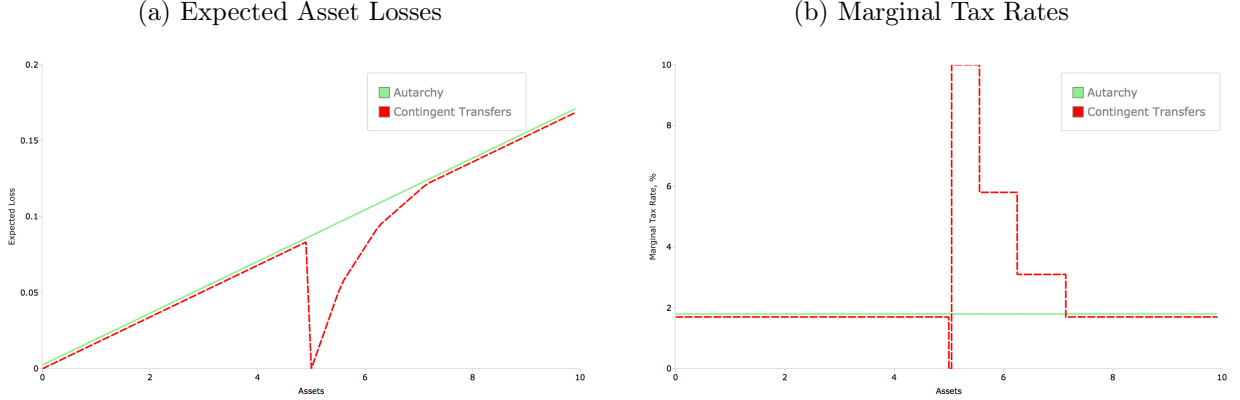 (a) Expected Asset Losses
0.2
0.15
0.1
0.05
0
Expected Loss
Autarchy
Contingent Transfers
0 2 4 6 8 10
Assets
(b) Marginal Tax Rates
10
8
6
4
2
0
Marginal Tax Rate, %
Autarchy
Contingent Transfers
0 2 4 6 8 10
Assets